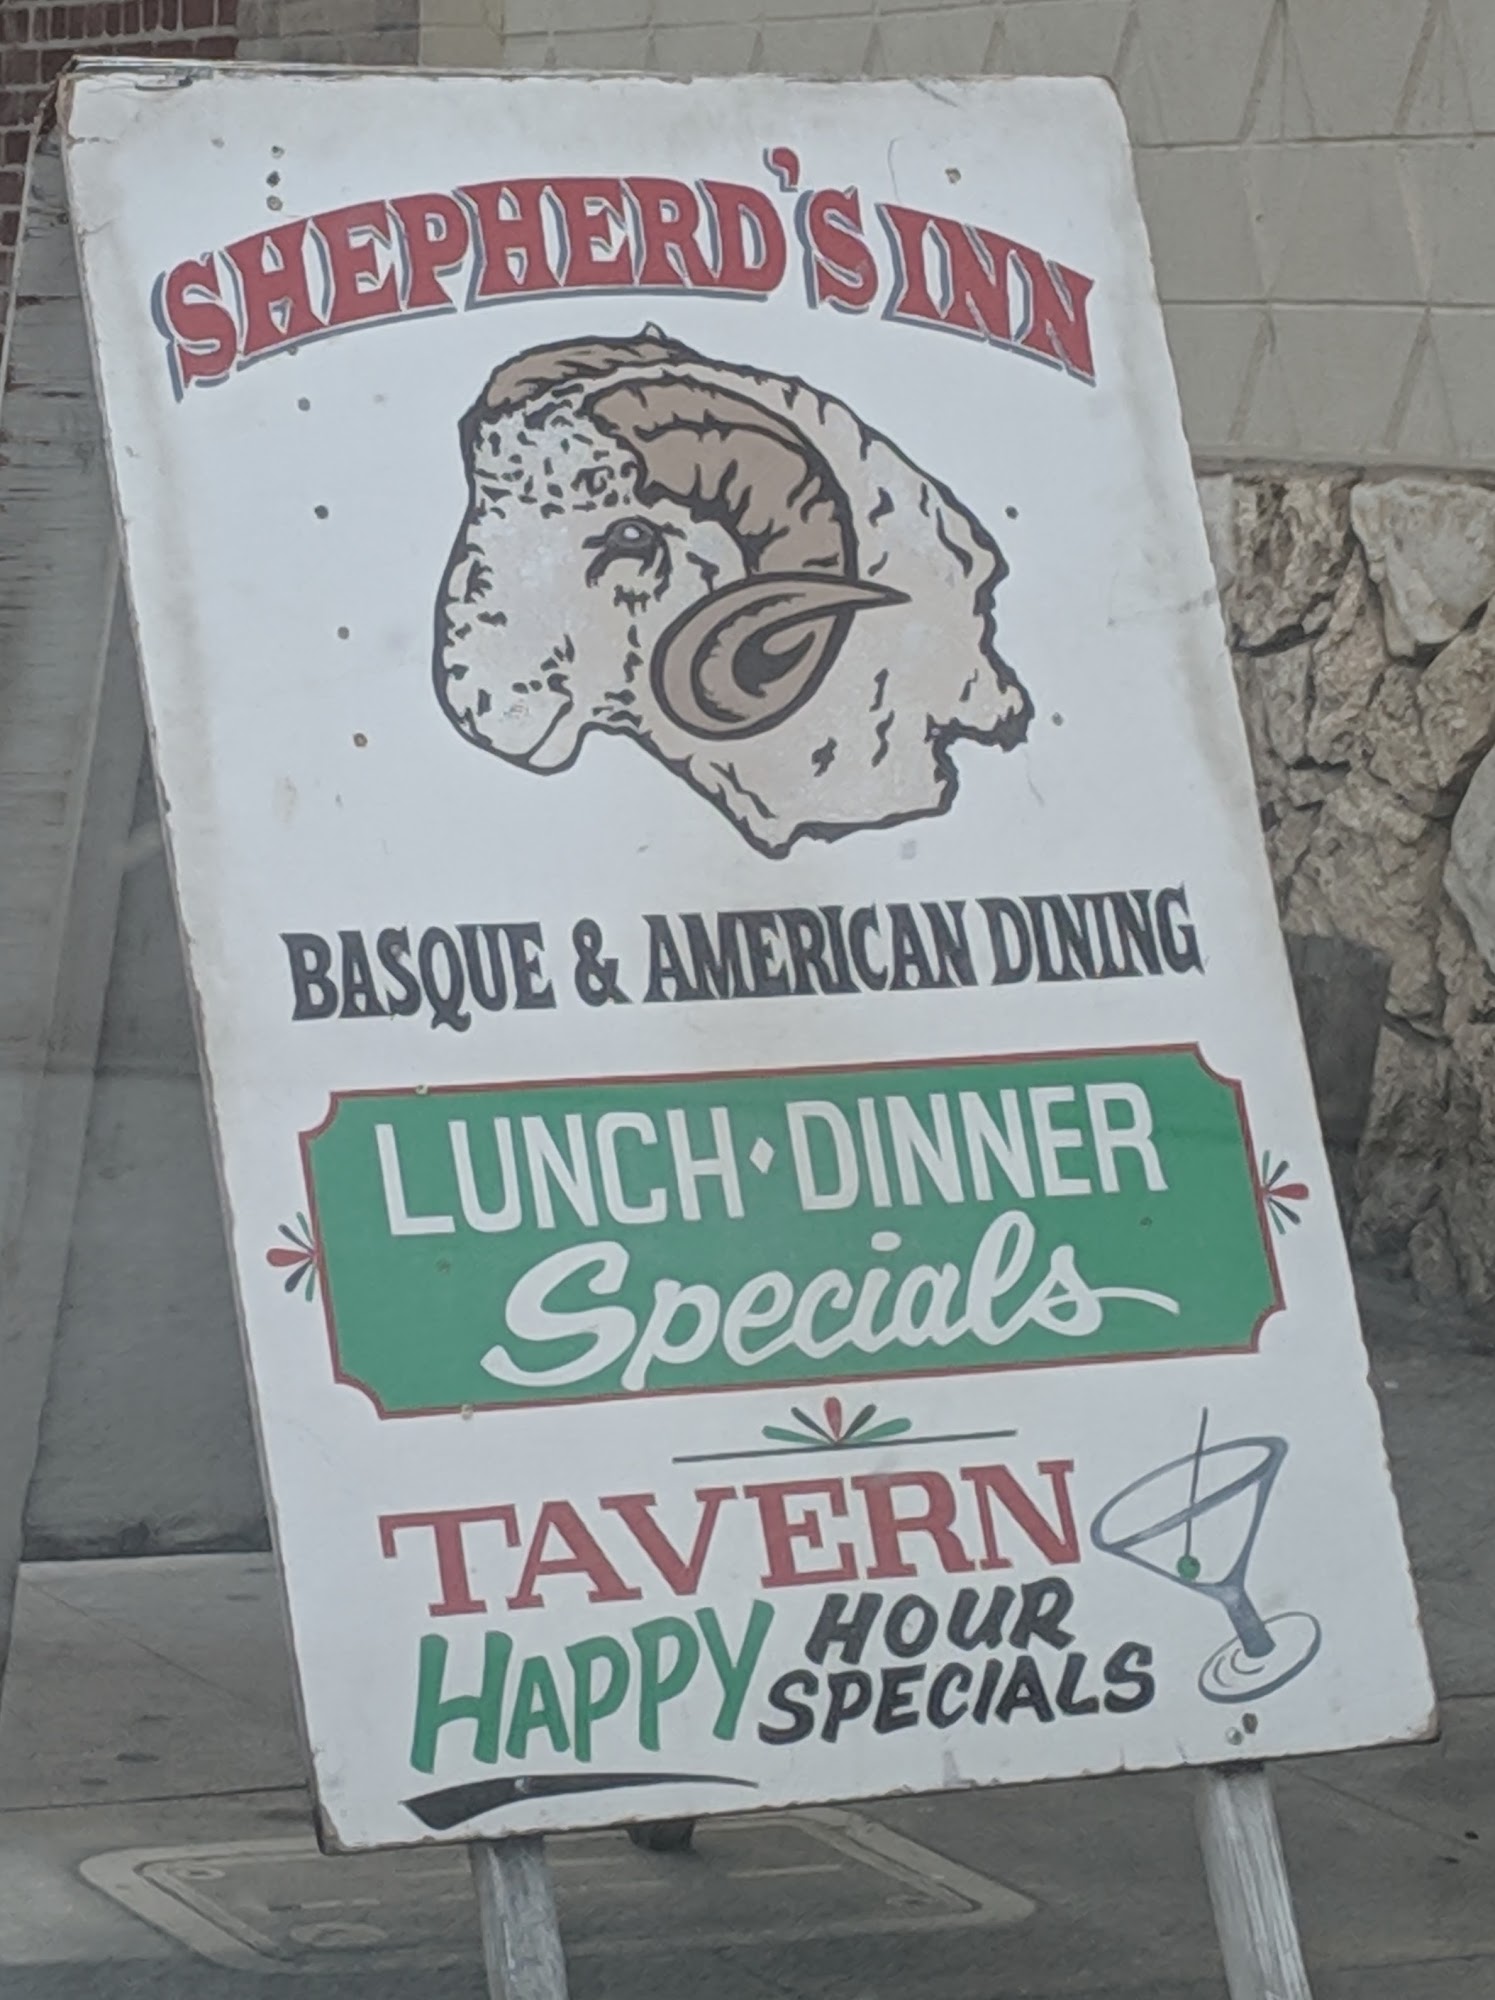 SHEPHERD'S INN
BASQUE & AMERICAN DINING
LUNCH · DINNER
Specials
TAVERN
HAPPY HOUR
SPECIALS